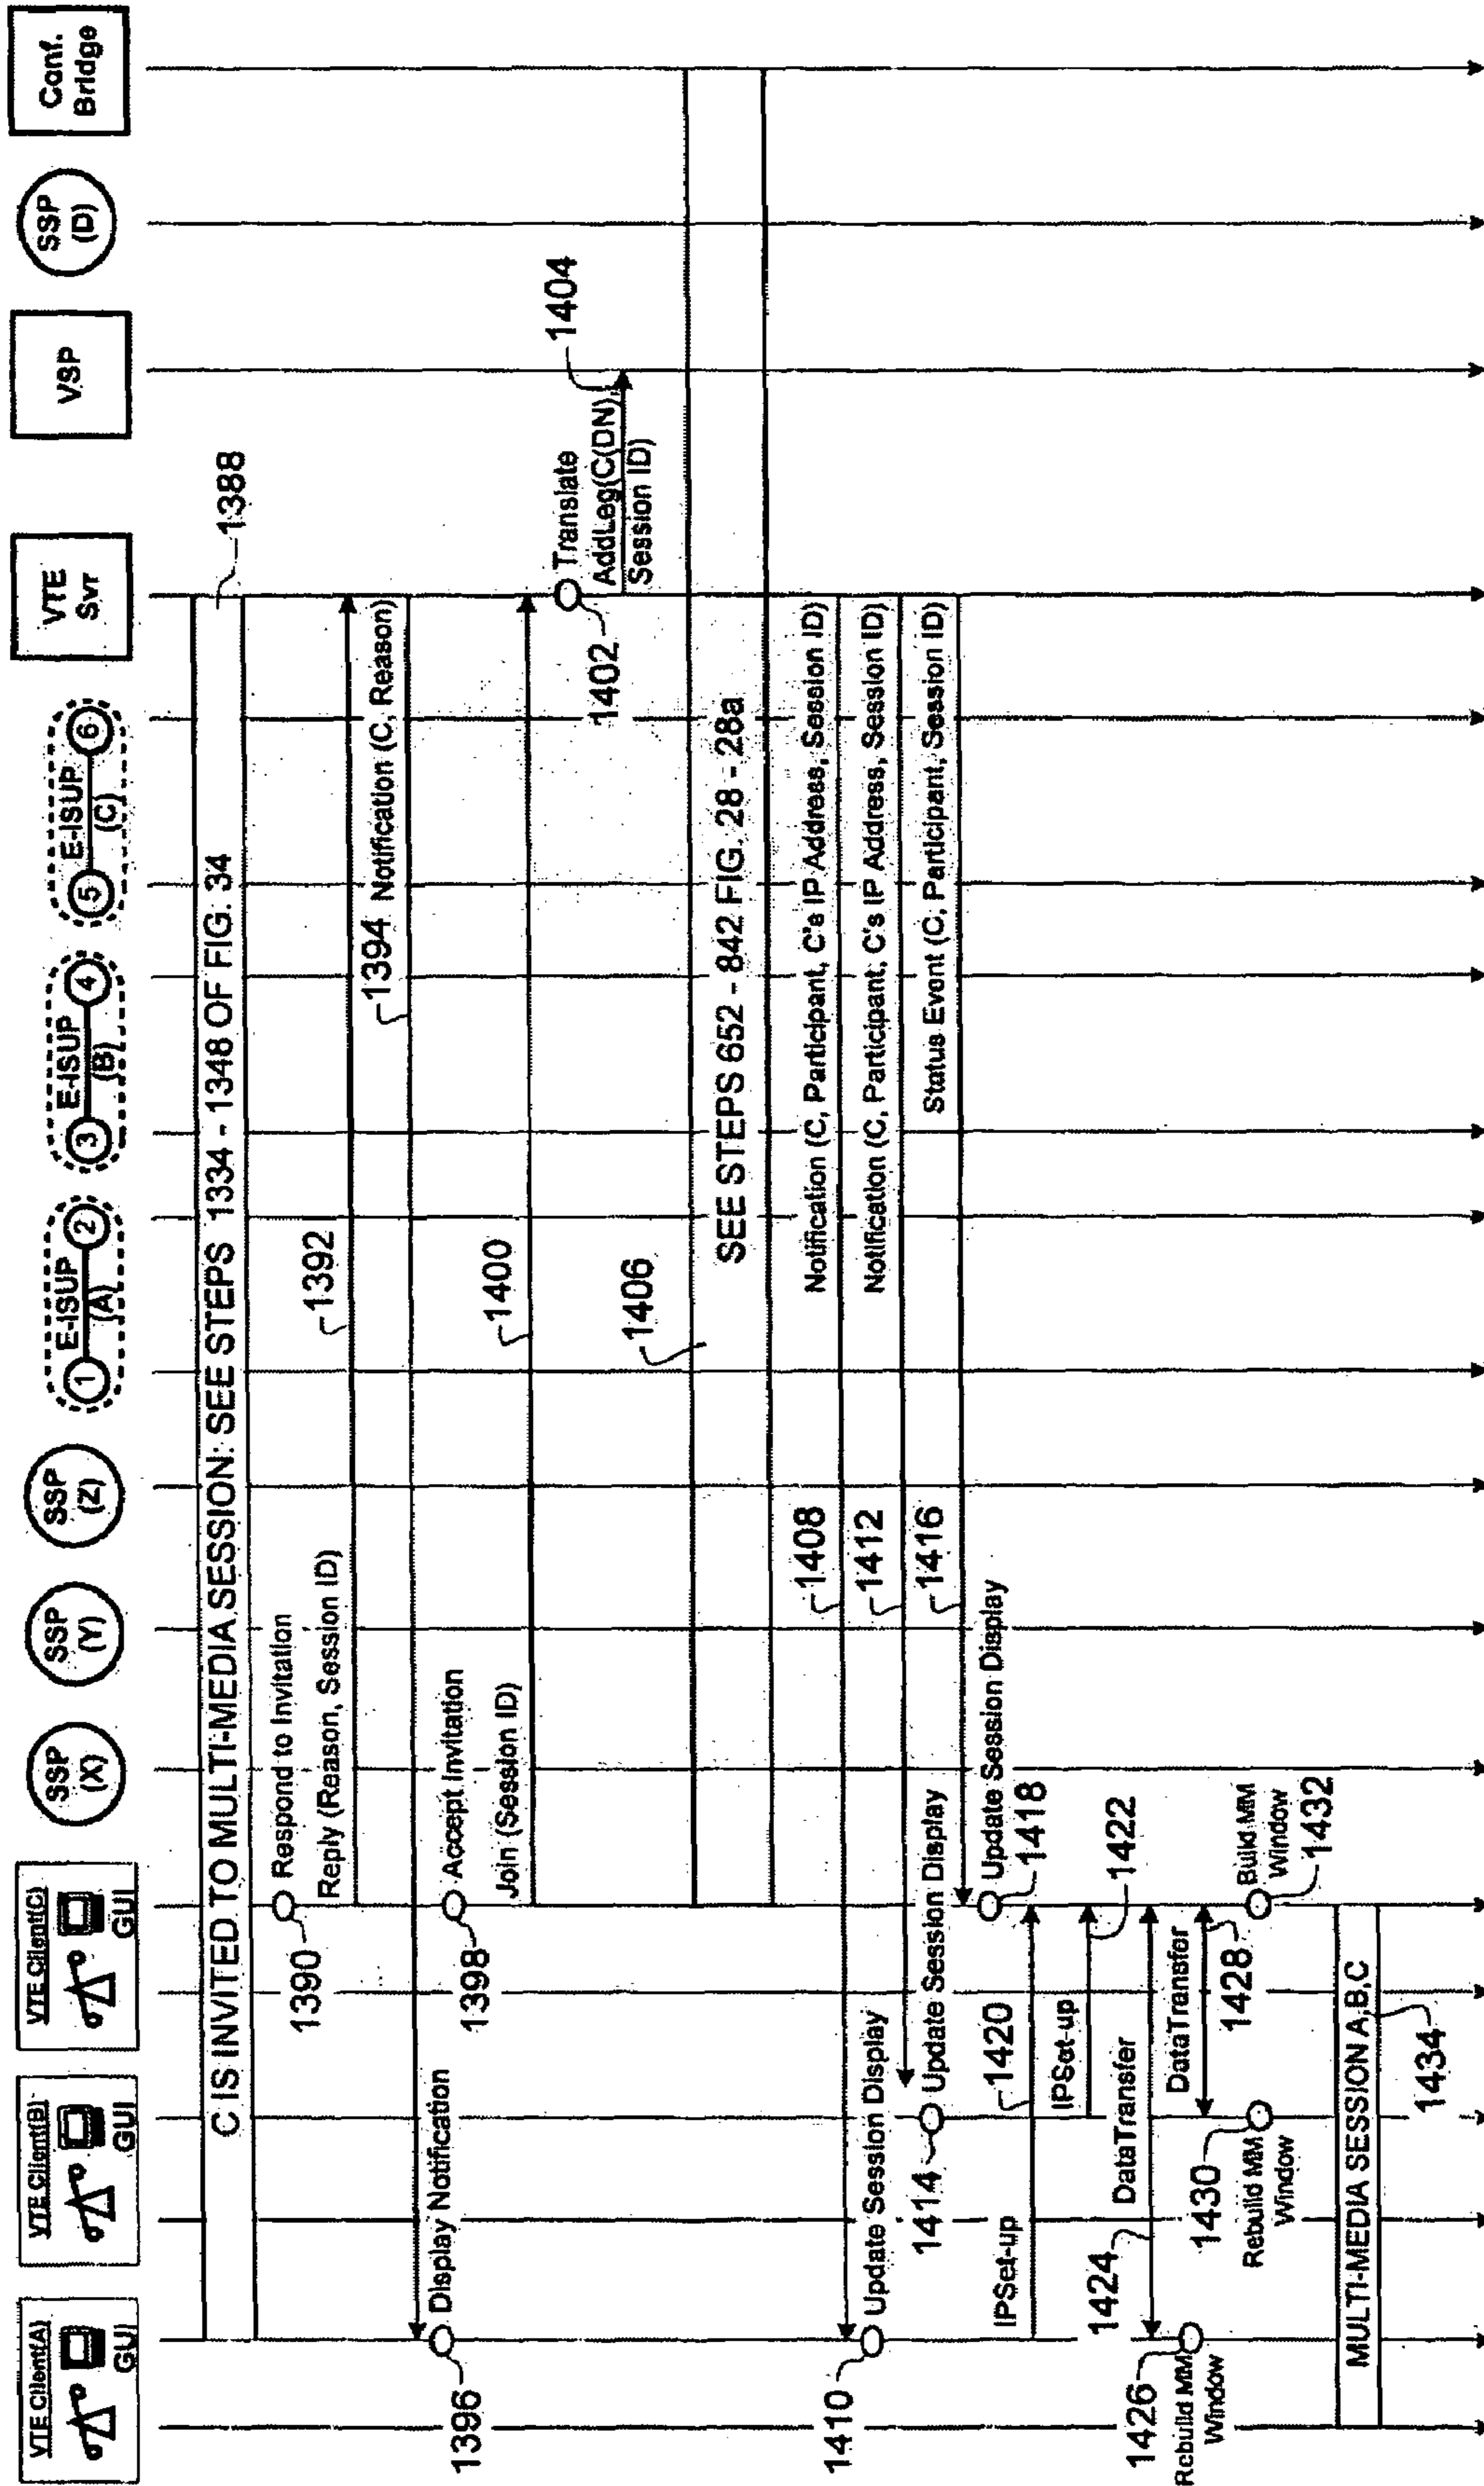 VTE Client(A)
GUI
VTE Client(B)
GUI
VTE Client(C)
GUI
SSP
(X)
SSP
(Y)
SSP
(Z)
1
E-ISUP
(A)
2
3
E-ISUP
(B)
4
5
E-ISUP
(C)
6
VTE
Svr
VSP
SSP
(D)
Conf.
Bridge
C IS INVITED TO MULTI-MEDIA SESSION: SEE STEPS 1334 - 1348 OF FIG. 34
1388
1390
Respond to Invitation
Reply (Reason, Session ID)
1392
1394
Notification (C, Reason)
1396
Display Notification
1398
Accept Invitation
Join (Session ID)
1400
1402
Translate
AddLeg(C(DN),
Session ID)
1404
1406
SEE STEPS 652 - 842 FIG. 28 - 28a
1408
Notification (C, Participant, C's IP Address, Session ID)
1410
Update Session Display
1412
Notification (C, Participant, C's IP Address, Session ID)
1414
Update Session Display
1416
Status Event (C, Participant, Session ID)
Update Session Display
1418
IPSet-up
1420
IPSet-up
1422
1424
DataTransfer
1426
Rebuild MM
Window
DataTransfer
1428
1430
Rebuild MM
Window
Build MM
Window
1432
MULTI-MEDIA SESSION A,B,C
1434